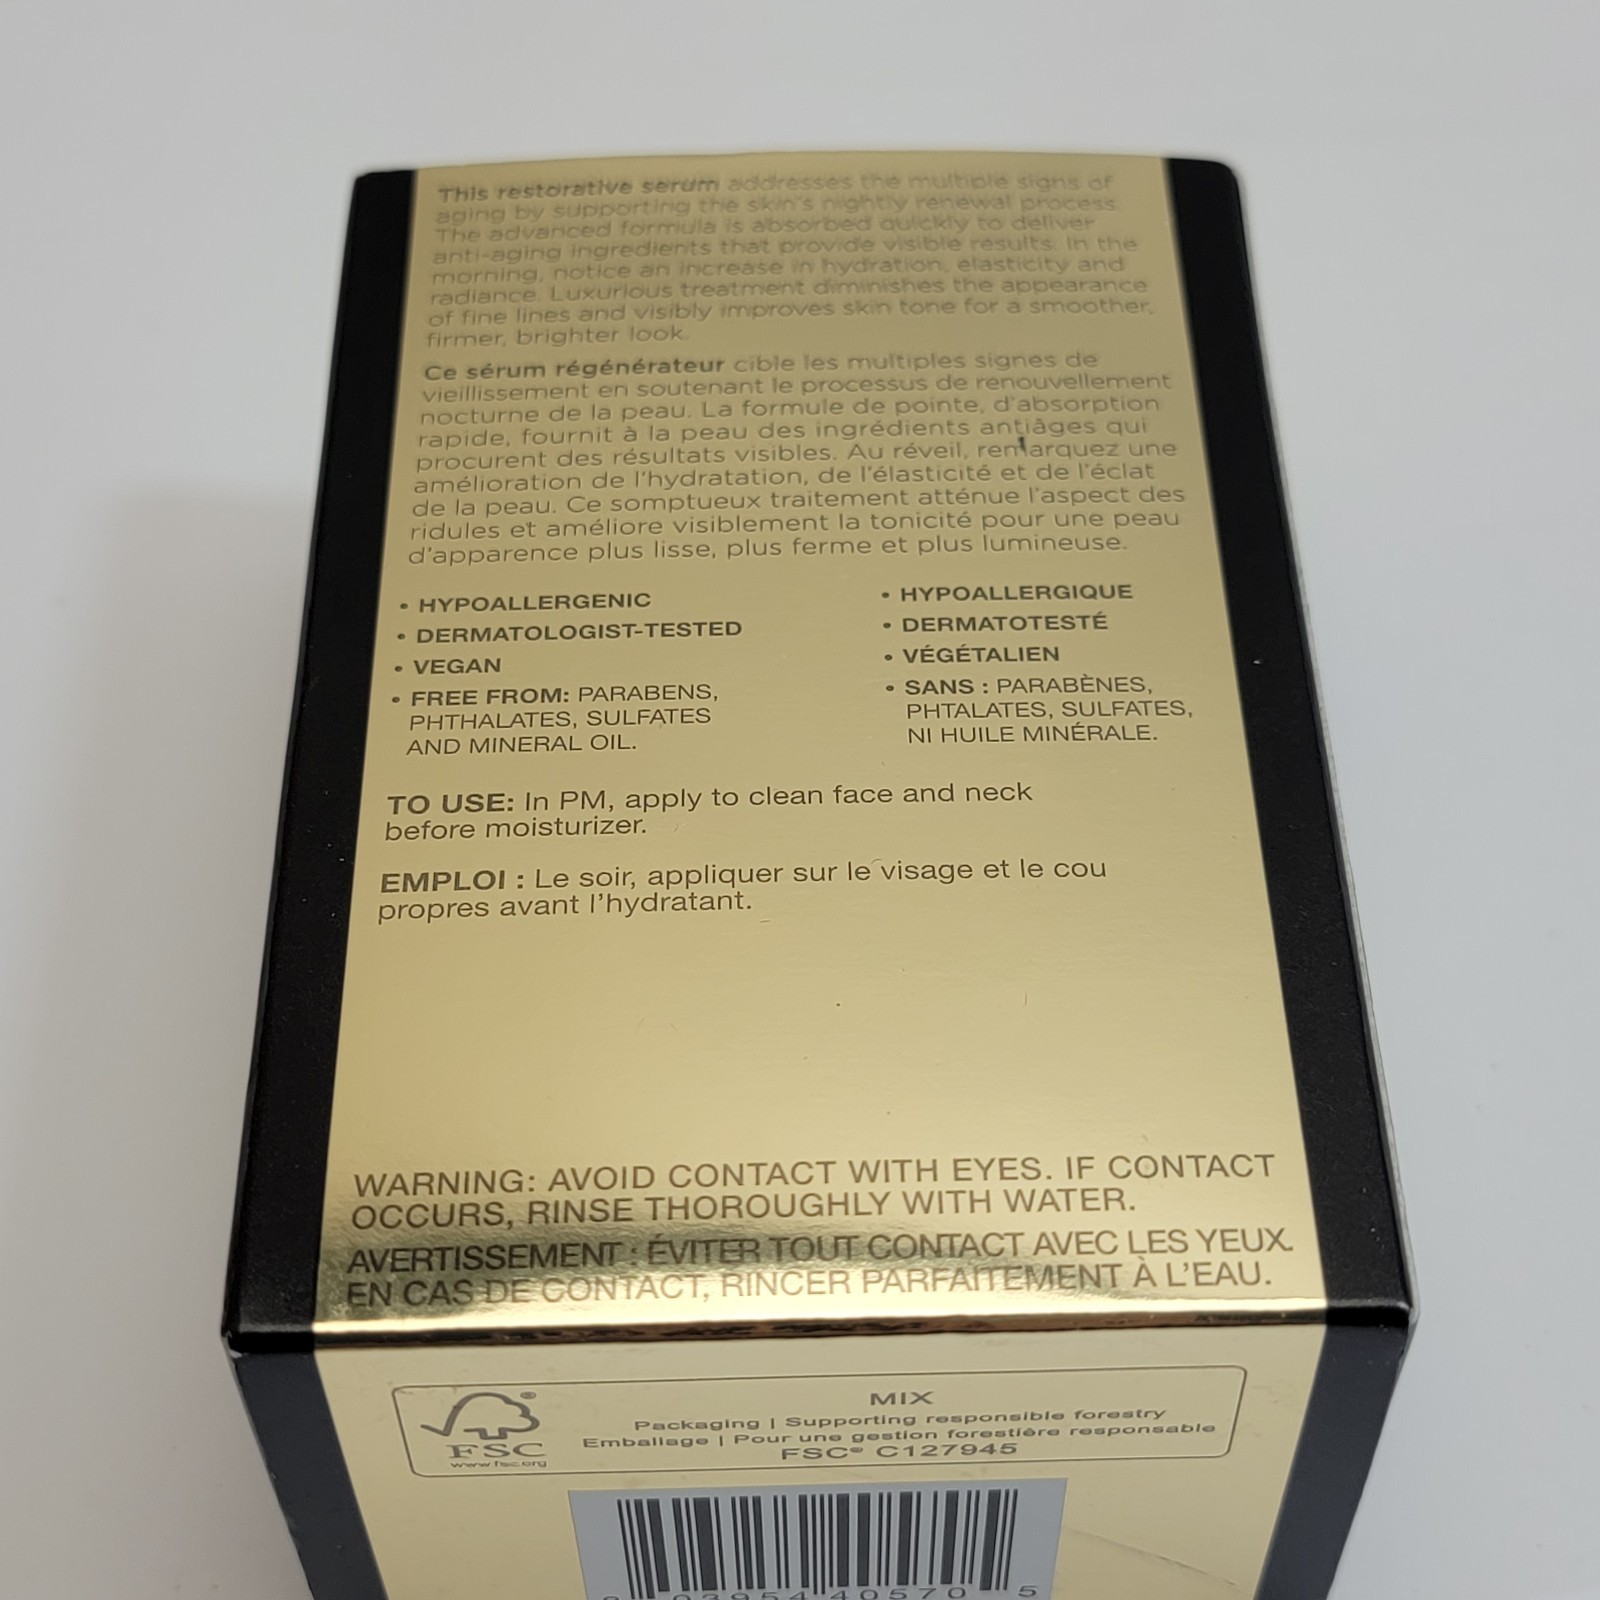 This restorative serum addresses the multiple signs of
aging by supporting the skin's nightly renewal process.
The advanced formula is absorbed quickly to deliver
anti-aging ingredients that provide visible results. In the
morning, notice an increase in hydration, elasticity and
radiance. Luxurious treatment diminishes the appearance
of fine lines and visibly improves skin tone for a smoother,
firmer, brighter look.
Ce sérum régénérateur cible les multiples signes de
vieillissement en soutenant le processus de renouvellement
nocturne de la peau. La formule de pointe, d'absorption
rapide, fournit à la peau des ingrédients antiâges qui
procurent des résultats visibles. Au réveil, remarquez une
amélioration de l'hydratation, de l'élasticité et de l'éclat
de la peau. Ce somptueux traitement atténue l'aspect des
ridules et améliore visiblement la tonicité pour une peau
d'apparence plus lisse, plus ferme et plus lumineuse.
• HYPOALLERGENIC
• DERMATOLOGIST-TESTED
• VEGAN
• FREE FROM: PARABENS,
PHTHALATES, SULFATES
AND MINERAL OIL.
• HYPOALLERGIQUE
• DERMATOTESTÉ
• VÉGÉTALIEN
• SANS : PARABÈNES,
PHTALATES, SULFATES,
NI HUILE MINÉRALE.
TO USE: In PM, apply to clean face and neck
before moisturizer.
EMPLOI : Le soir, appliquer sur le visage et le cou
propres avant l'hydratant.
WARNING: AVOID CONTACT WITH EYES. IF CONTACT
OCCURS, RINSE THOROUGHLY WITH WATER.
AVERTISSEMENT : ÉVITER TOUT CONTACT AVEC LES YEUX.
EN CAS DE CONTACT, RINCER PARFAITEMENT À L'EAU.
FSC®
www.fsc.org
MIX
Packaging | Supporting responsible forestry
Emballage | Pour une gestion forestière responsable
FSC® C127945
40570 5